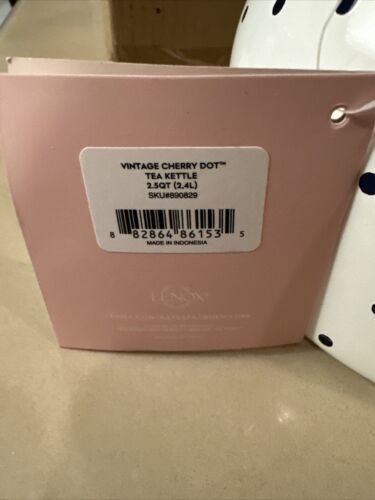 VINTAGE CHERRY DOT™
TEA KETTLE
2.5QT (2.4L)
SKU#890829
8 82864 86153 5
MADE IN INDONESIA
LENOX®